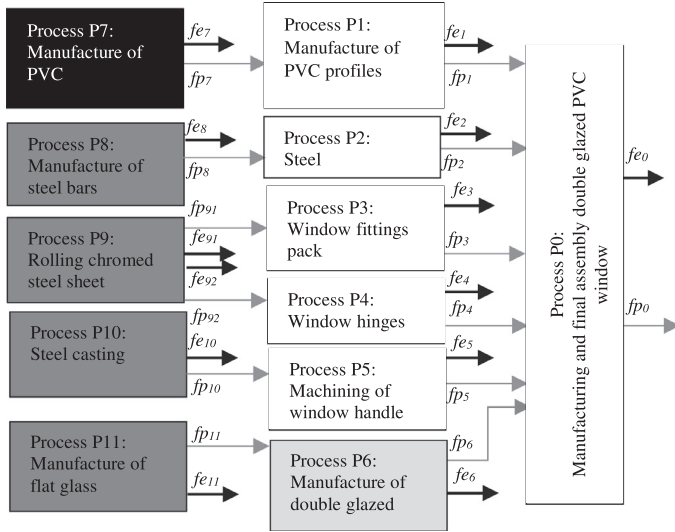 Process P7:
Manufacture of
PVC
fe7
fp7
Process P1:
Manufacture of
PVC profiles
fe1
fp1
Process P8:
Manufacture of
steel bars
fe8
fp8
Process P2:
Steel
fe2
fp2
Process P9:
Rolling chromed
steel sheet
fp91
fe91
fe92
fp92
Process P3:
Window fittings
pack
fe3
fp3
Process P4:
Window hinges
fe4
fp4
Process P10:
Steel casting
fe10
fp10
Process P5:
Machining of
window handle
fe5
fp5
Process P11:
Manufacture of
flat glass
fp11
fe11
Process P6:
Manufacture of
double glazed
fp6
fe6
Process P0:
Manufacturing and final assembly double glazed PVC
window
fe0
fp0